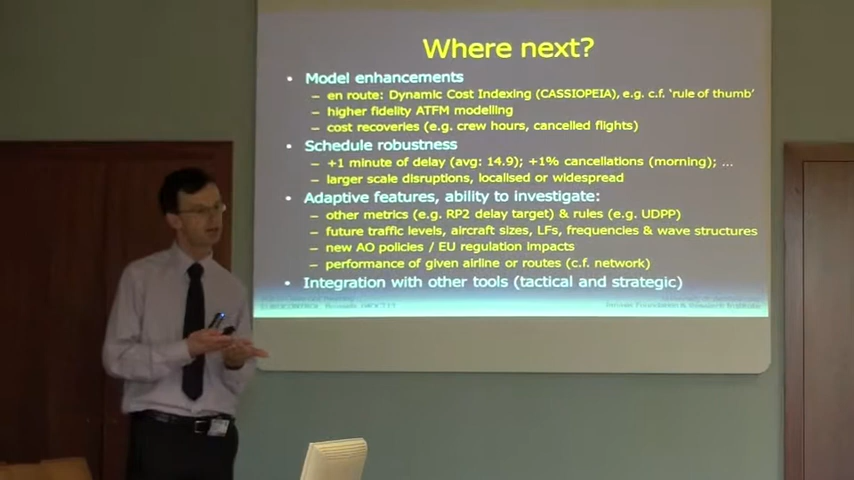 Where next?
• Model enhancements
– en route: Dynamic Cost Indexing (CASSIOPEIA), e.g. c.f. 'rule of thumb'
– higher fidelity ATFM modelling
– cost recoveries (e.g. crew hours, cancelled flights)
• Schedule robustness
– +1 minute of delay (avg: 14.9); +1% cancellations (morning); ...
– larger scale disruptions, localised or widespread
• Adaptive features, ability to investigate:
– other metrics (e.g. RP2 delay target) & rules (e.g. UDPP)
– future traffic levels, aircraft sizes, LFs, frequencies & wave structures
– new AO policies / EU regulation impacts
– performance of given airline or routes (c.f. network)
• Integration with other tools (tactical and strategic)